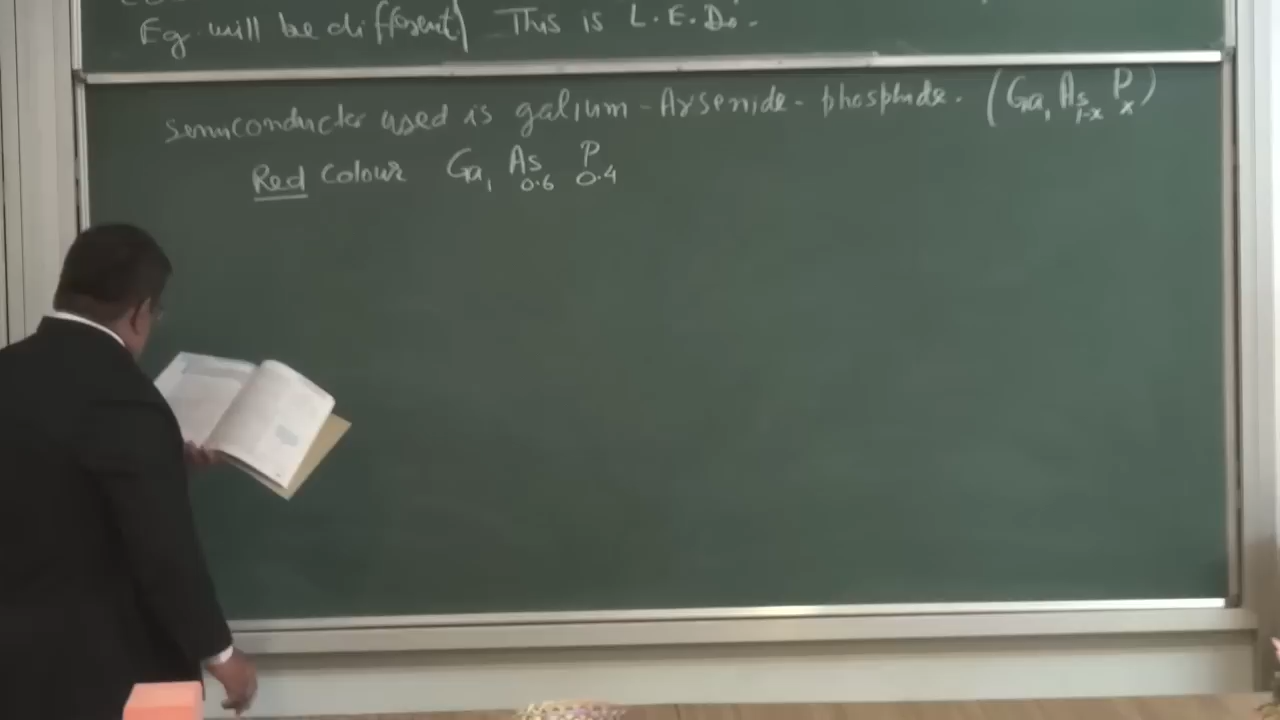 Eg. will be different) This is L.E.D.
Semiconductor used is galium - Arsenide - phosphide. (Ga1 As1-x Px)
Red Colour Ga1 As0.6 P0.4